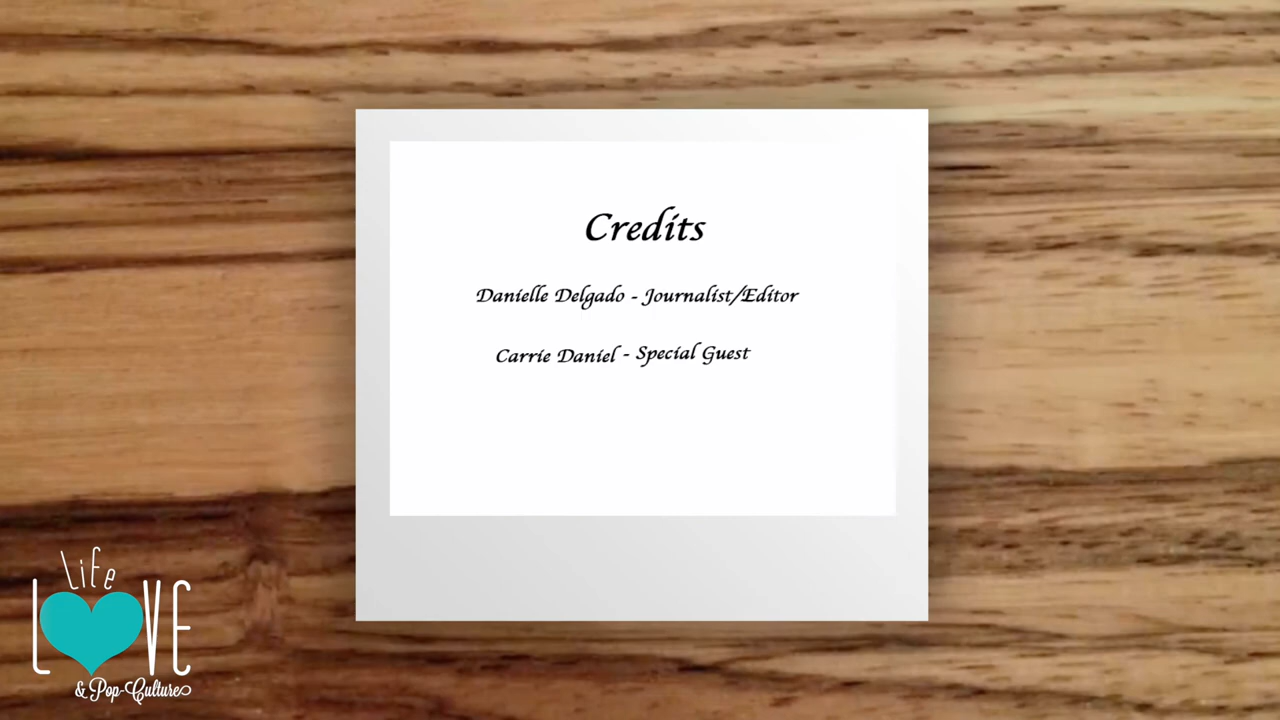 Credits
Danielle Delgado - Journalist/Editor
Carrie Daniel - Special Guest
Life
LOVE
& Pop-Culture